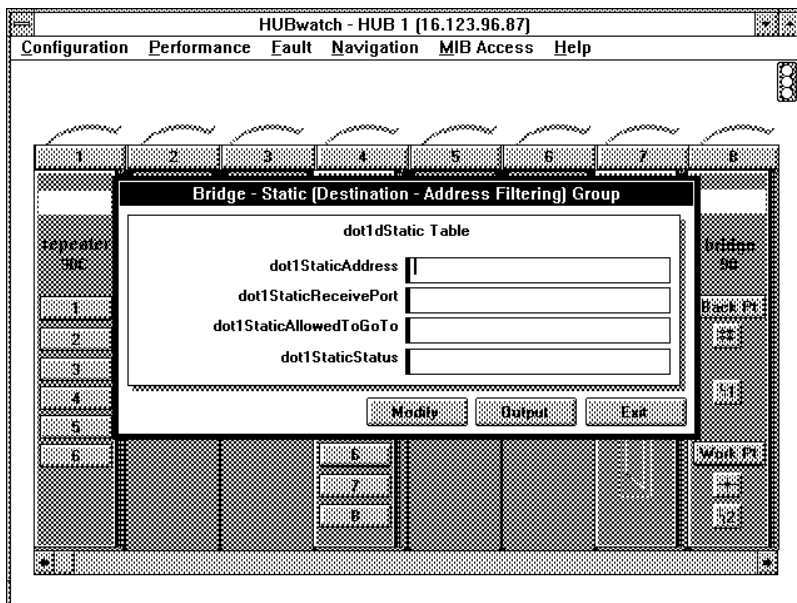 HUBwatch - HUB 1 (16.123.96.87)
Configuration Performance Fault Navigation MIB Access Help
1 2 3 4 5 6 7 8
Bridge - Static (Destination - Address Filtering) Group
dot1dStatic Table
dot1StaticAddress
dot1StaticReceivePort
dot1StaticAllowedToGoTo
dot1StaticStatus
Modify Output Exit
repeater
90C
1
2
3
4
5
6
6
7
8
bridge
90
Back Pt
Work Pt